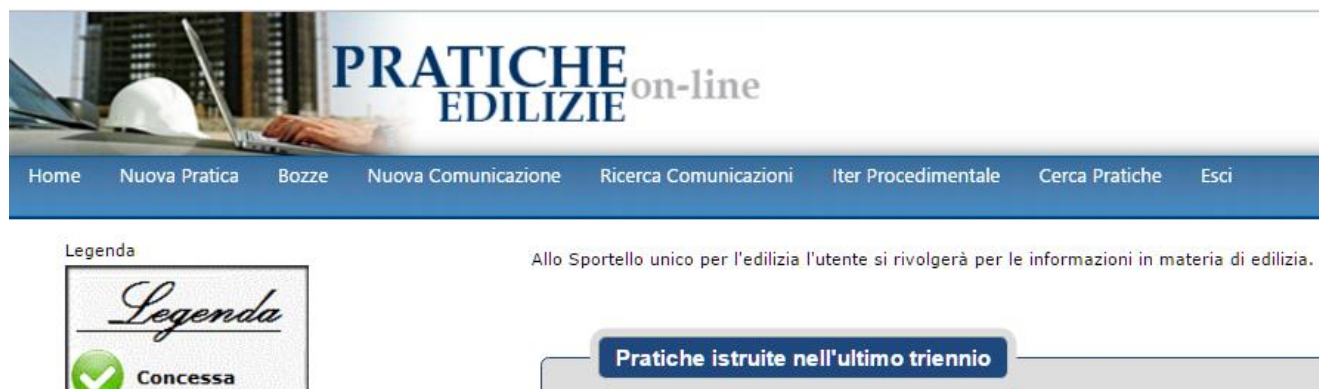 PRATICHE
EDILIZIE on-line
Home Nuova Pratica Bozze Nuova Comunicazione Ricerca Comunicazioni Iter Procedimentale Cerca Pratiche Esci
Legenda
Allo Sportello unico per l'edilizia l'utente si rivolgerà per le informazioni in materia di edilizia.
Legenda
Pratiche istruite nell'ultimo triennio
Concessa